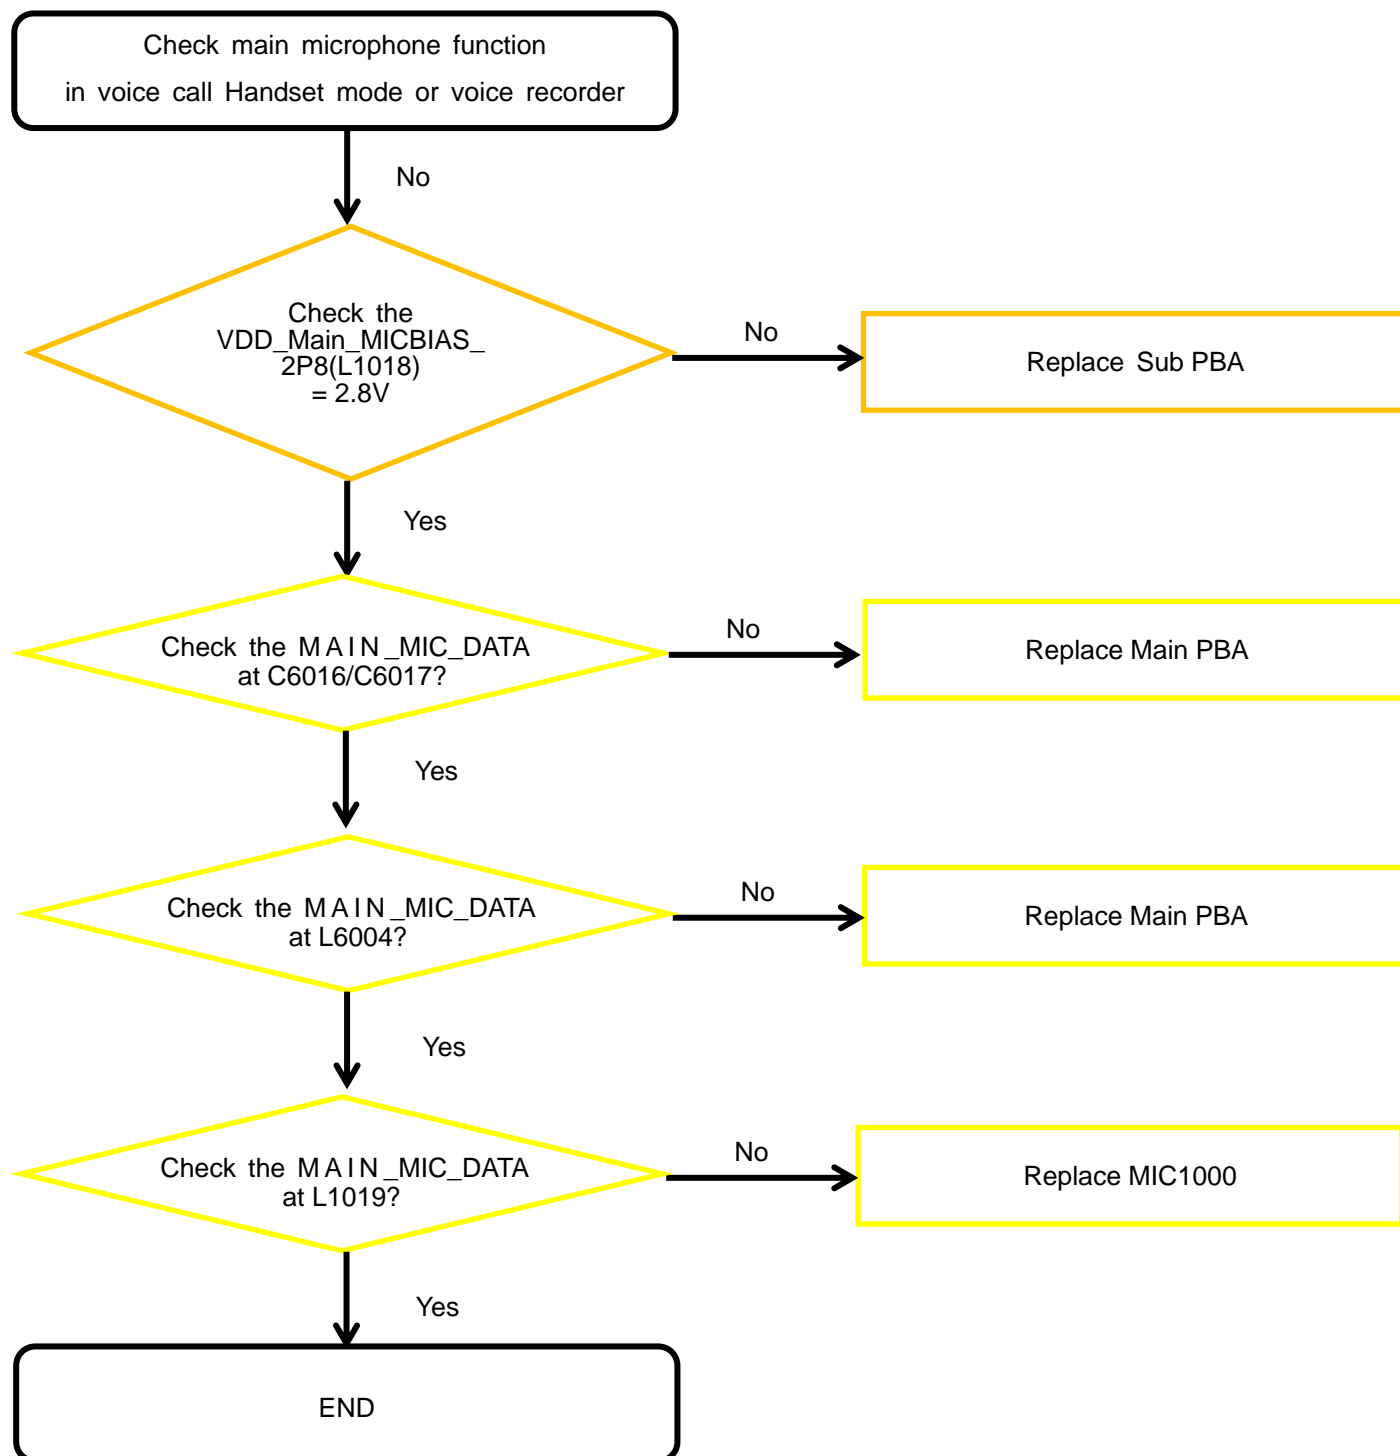 Check main microphone function
in voice call Handset mode or voice recorder
No
Check the
VDD_Main_MICBIAS_
2P8(L1018)
= 2.8V
No
Replace Sub PBA
Yes
Check the MAIN_MIC_DATA
at C6016/C6017?
No
Replace Main PBA
Yes
Check the MAIN_MIC_DATA
at L6004?
No
Replace Main PBA
Yes
Check the MAIN_MIC_DATA
at L1019?
No
Replace MIC1000
Yes
END